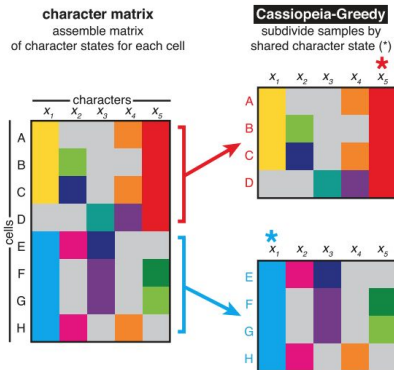 character matrix
assemble matrix
of character states for each cell
characters
x1 x2 x3 x4 x5
cells
A
B
C
D
E
F
G
H
Cassiopeia-Greedy
subdivide samples by
shared character state (*)
*
x1 x2 x3 x4 x5
A
B
C
D
*
x1 x2 x3 x4 x5
E
F
G
H